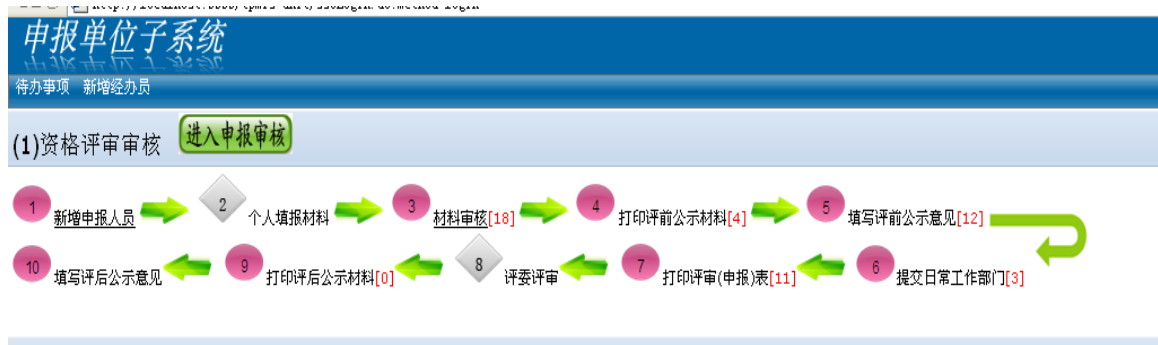 申报单位子系统
待办事项 新增经办员
(1)资格评审审核 进入申报审核
1 新增申报人员 2 个人填报材料 3 材料审核[18] 4 打印评前公示材料[4] 5 填写评前公示意见[12]
10 填写评后公示意见 9 打印评后公示材料[0] 8 评委评审 7 打印评审(申报)表[11] 6 提交日常工作部门[3]